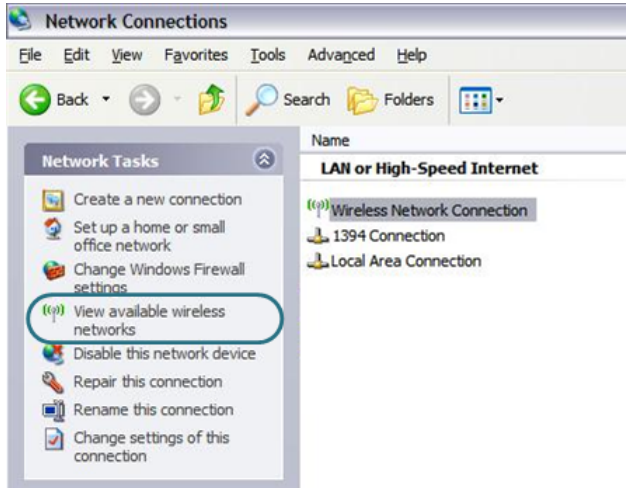 Network Connections
File Edit View Favorites Tools Advanced Help
Back Search Folders
Name
Network Tasks
LAN or High-Speed Internet
Create a new connection
Set up a home or small
office network
Change Windows Firewall
settings
View available wireless
networks
Disable this network device
Repair this connection
Rename this connection
Change settings of this
connection
Wireless Network Connection
1394 Connection
Local Area Connection